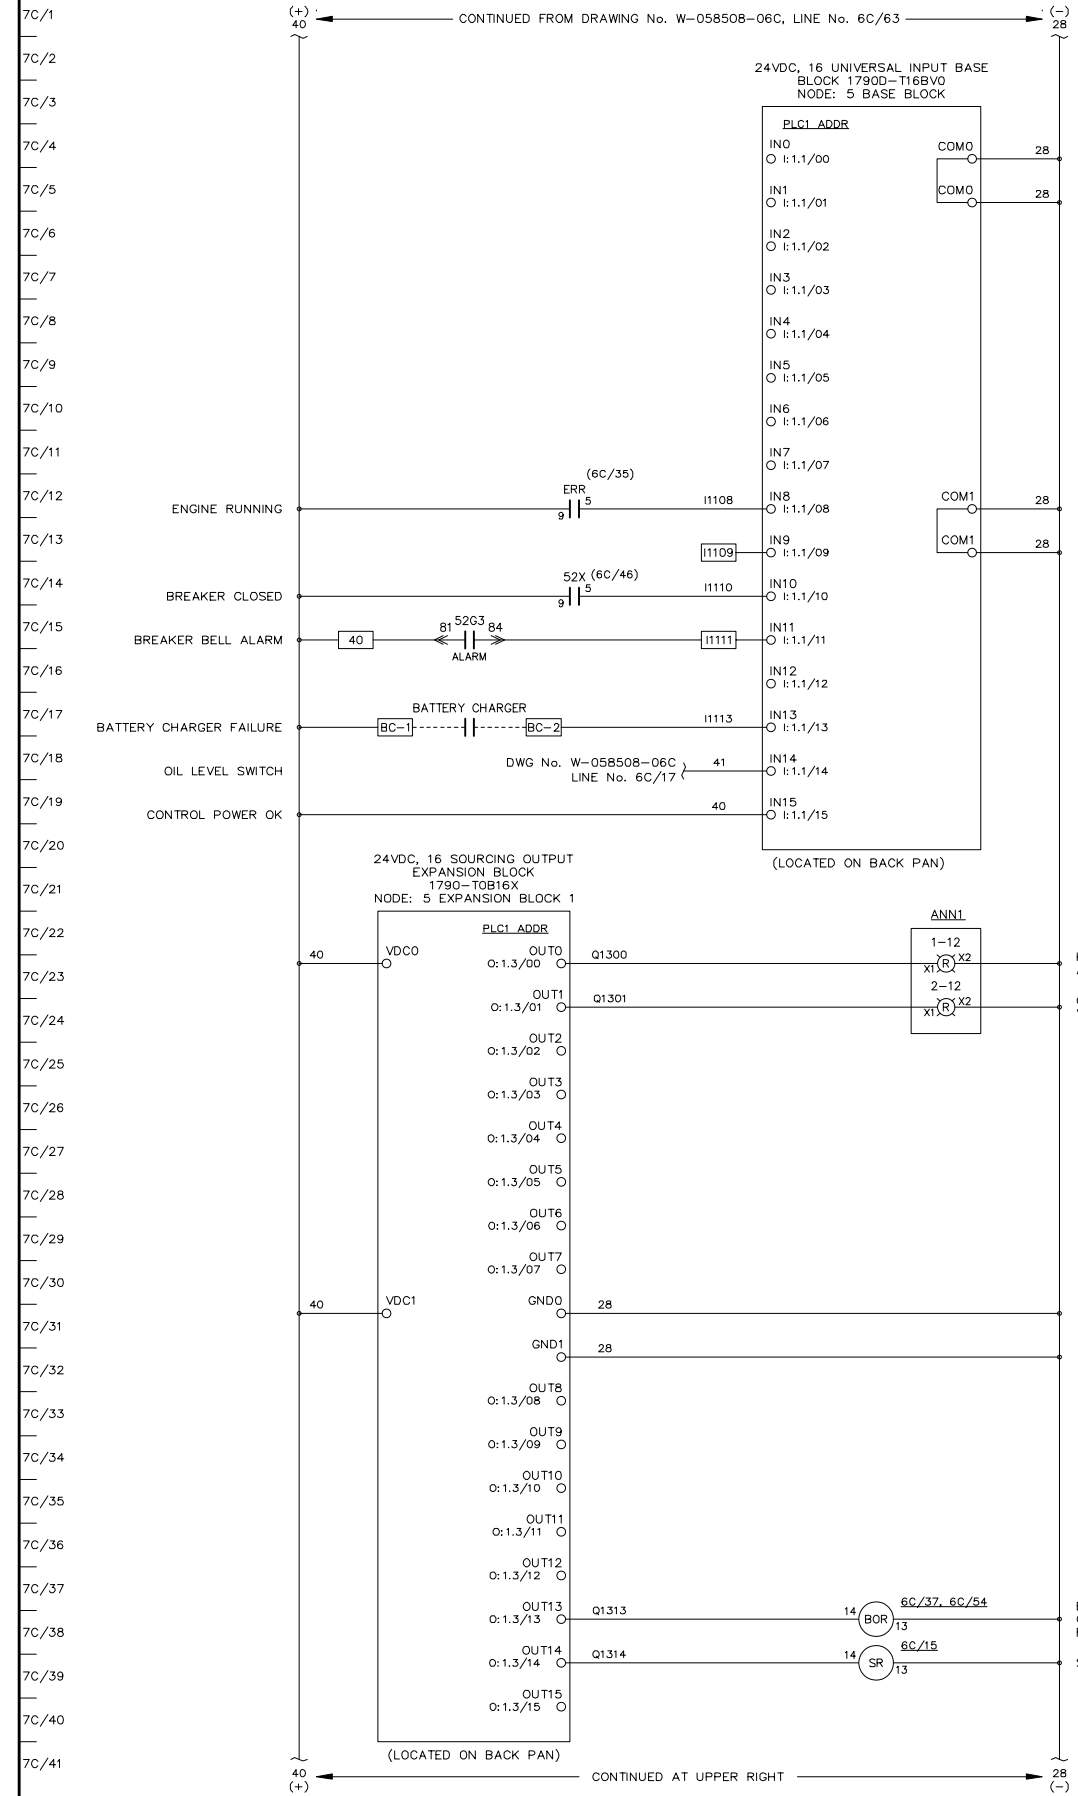 7C/1
(+)
40
CONTINUED FROM DRAWING No. W-058508-06C, LINE No. 6C/63
(-)
28
7C/2
24VDC, 16 UNIVERSAL INPUT BASE
BLOCK 1790D-T16BV0
NODE: 5 BASE BLOCK
7C/3
PLC1 ADDR
7C/4
IN0
I:1.1/00
COM0
28
7C/5
IN1
I:1.1/01
COM0
28
7C/6
IN2
I:1.1/02
7C/7
IN3
I:1.1/03
7C/8
IN4
I:1.1/04
7C/9
IN5
I:1.1/05
7C/10
IN6
I:1.1/06
7C/11
IN7
I:1.1/07
(6C/35)
7C/12
ENGINE RUNNING
ERR
9
5
I1108
IN8
I:1.1/08
COM1
28
7C/13
I1109
IN9
I:1.1/09
COM1
28
7C/14
BREAKER CLOSED
52X (6C/46)
9
5
I1110
IN10
I:1.1/10
7C/15
BREAKER BELL ALARM
40
81
52G3
84
ALARM
I1111
IN11
I:1.1/11
7C/16
IN12
I:1.1/12
7C/17
BATTERY CHARGER FAILURE
BATTERY CHARGER
BC-1
BC-2
I1113
IN13
I:1.1/13
7C/18
OIL LEVEL SWITCH
DWG No. W-058508-06C
LINE No. 6C/17
41
IN14
I:1.1/14
7C/19
CONTROL POWER OK
40
IN15
I:1.1/15
7C/20
(LOCATED ON BACK PAN)
24VDC, 16 SOURCING OUTPUT
EXPANSION BLOCK
1790-T0B16X
NODE: 5 EXPANSION BLOCK 1
7C/21
7C/22
PLC1 ADDR
ANN1
40
VDC0
OUT0
O:1.3/00
Q1300
1-12
X1
R
X2
7C/23
OUT1
O:1.3/01
Q1301
2-12
X1
R
X2
7C/24
OUT2
O:1.3/02
7C/25
OUT3
O:1.3/03
7C/26
OUT4
O:1.3/04
7C/27
OUT5
O:1.3/05
7C/28
OUT6
O:1.3/06
7C/29
OUT7
O:1.3/07
7C/30
40
VDC1
GND0
28
7C/31
GND1
28
7C/32
OUT8
O:1.3/08
7C/33
OUT9
O:1.3/09
7C/34
OUT10
O:1.3/10
7C/35
OUT11
O:1.3/11
7C/36
OUT12
O:1.3/12
7C/37
OUT13
O:1.3/13
Q1313
14
BOR
13
6C/37, 6C/54
7C/38
OUT14
O:1.3/14
Q1314
14
SR
13
6C/15
7C/39
OUT15
O:1.3/15
7C/40
(LOCATED ON BACK PAN)
7C/41
40
(+)
CONTINUED AT UPPER RIGHT
28
(-)